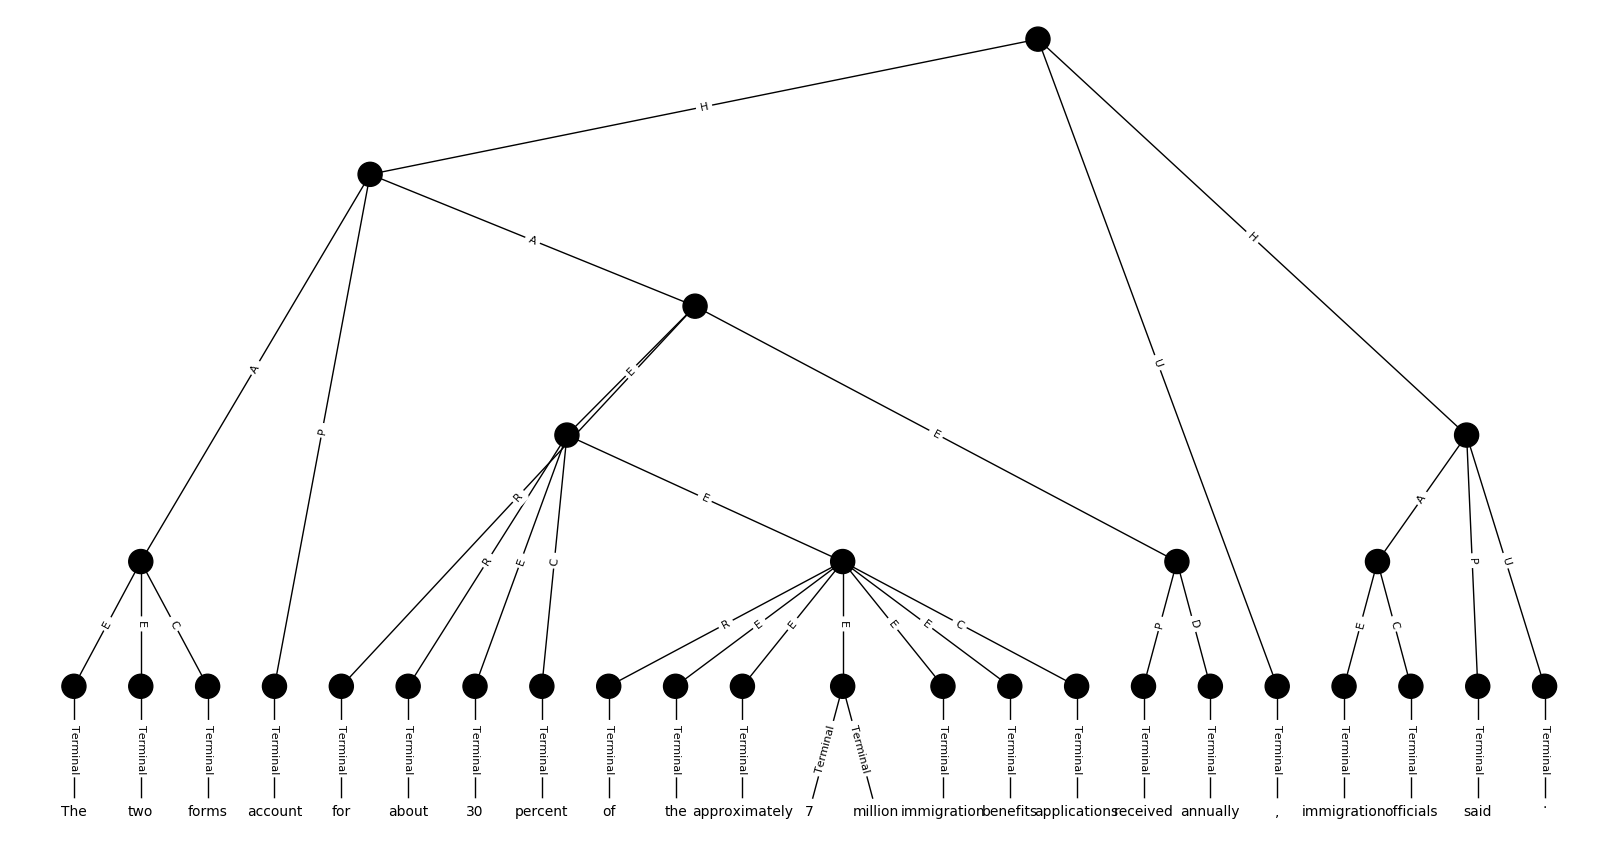 H
A
H
A
U
A
E
P
E
R
E
A
R
E
C
P
U
E
E
C
R
E
E
E
E
E
C
P
D
E
C
Terminal Terminal Terminal Terminal Terminal Terminal Terminal Terminal Terminal Terminal Terminal Terminal Terminal Terminal Terminal Terminal Terminal Terminal Terminal Terminal Terminal Terminal Terminal
The two forms account for about 30 percent of the approximately 7 million immigration benefits applications received annually , immigration officials said .